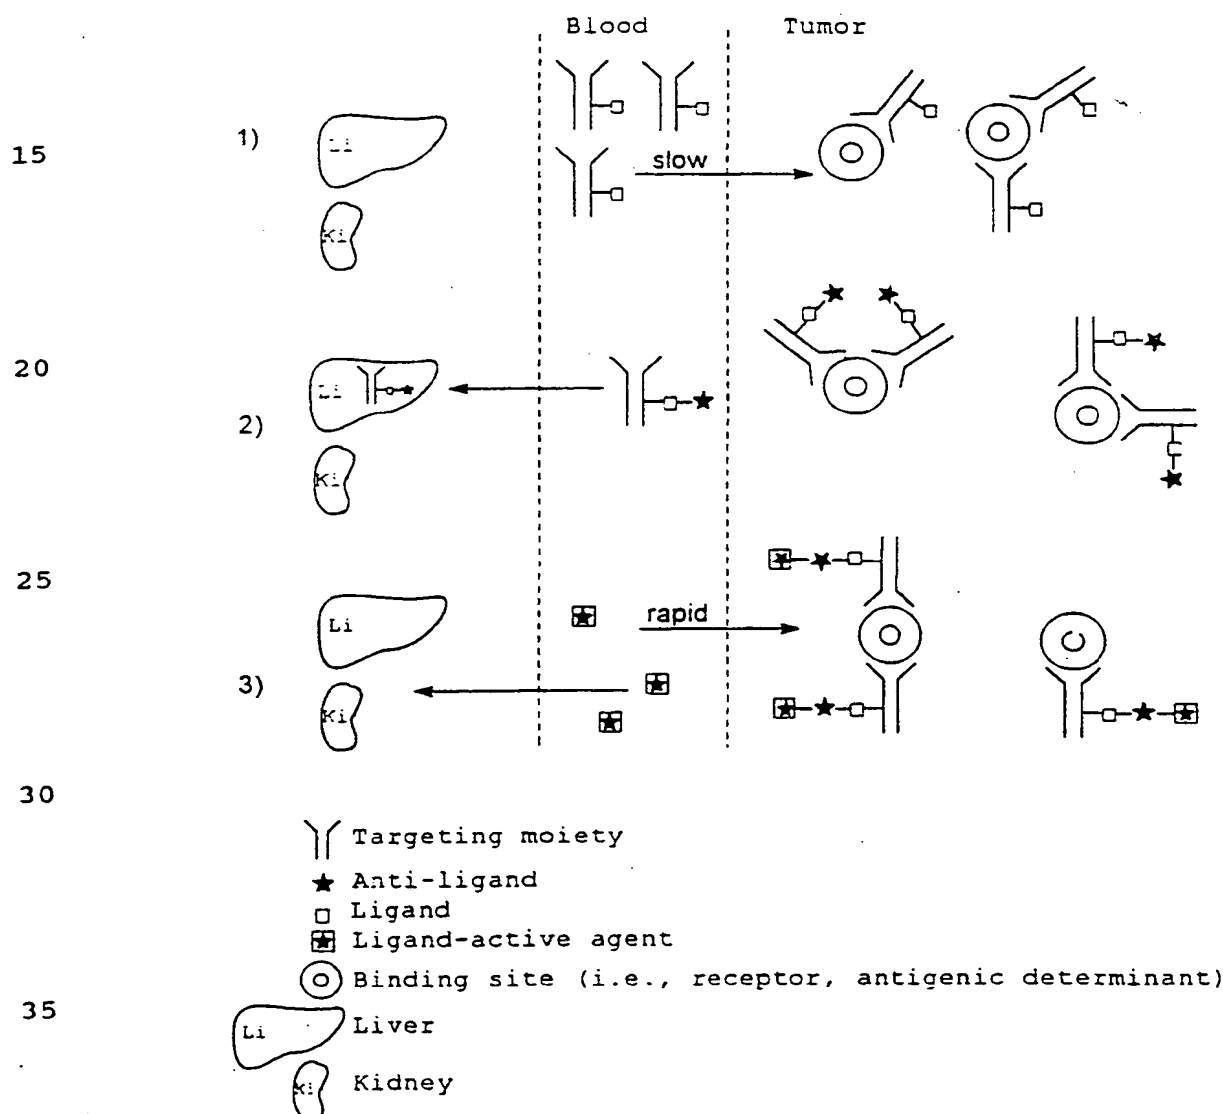 Blood Tumor
1)
Li
15
slow
Ki
20
Li
2)
Ki
25
Li
rapid
3)
Ki
30
Targeting moiety
Anti-ligand
Ligand
Ligand-active agent
Binding site (i.e., receptor, antigenic determinant)
35
Li Liver
Ki Kidney